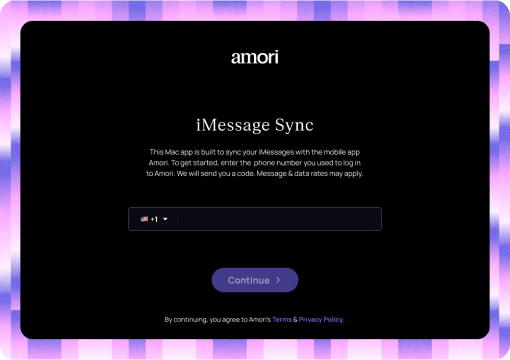 amori
iMessage Sync
This Mac app is built to sync your iMessages with the mobile app
Amori. To get started, enter the phone number you used to log in
to Amori. We will send you a code. Message & data rates may apply.
+1
Continue
By continuing, you agree to Amori's Terms & Privacy Policy.